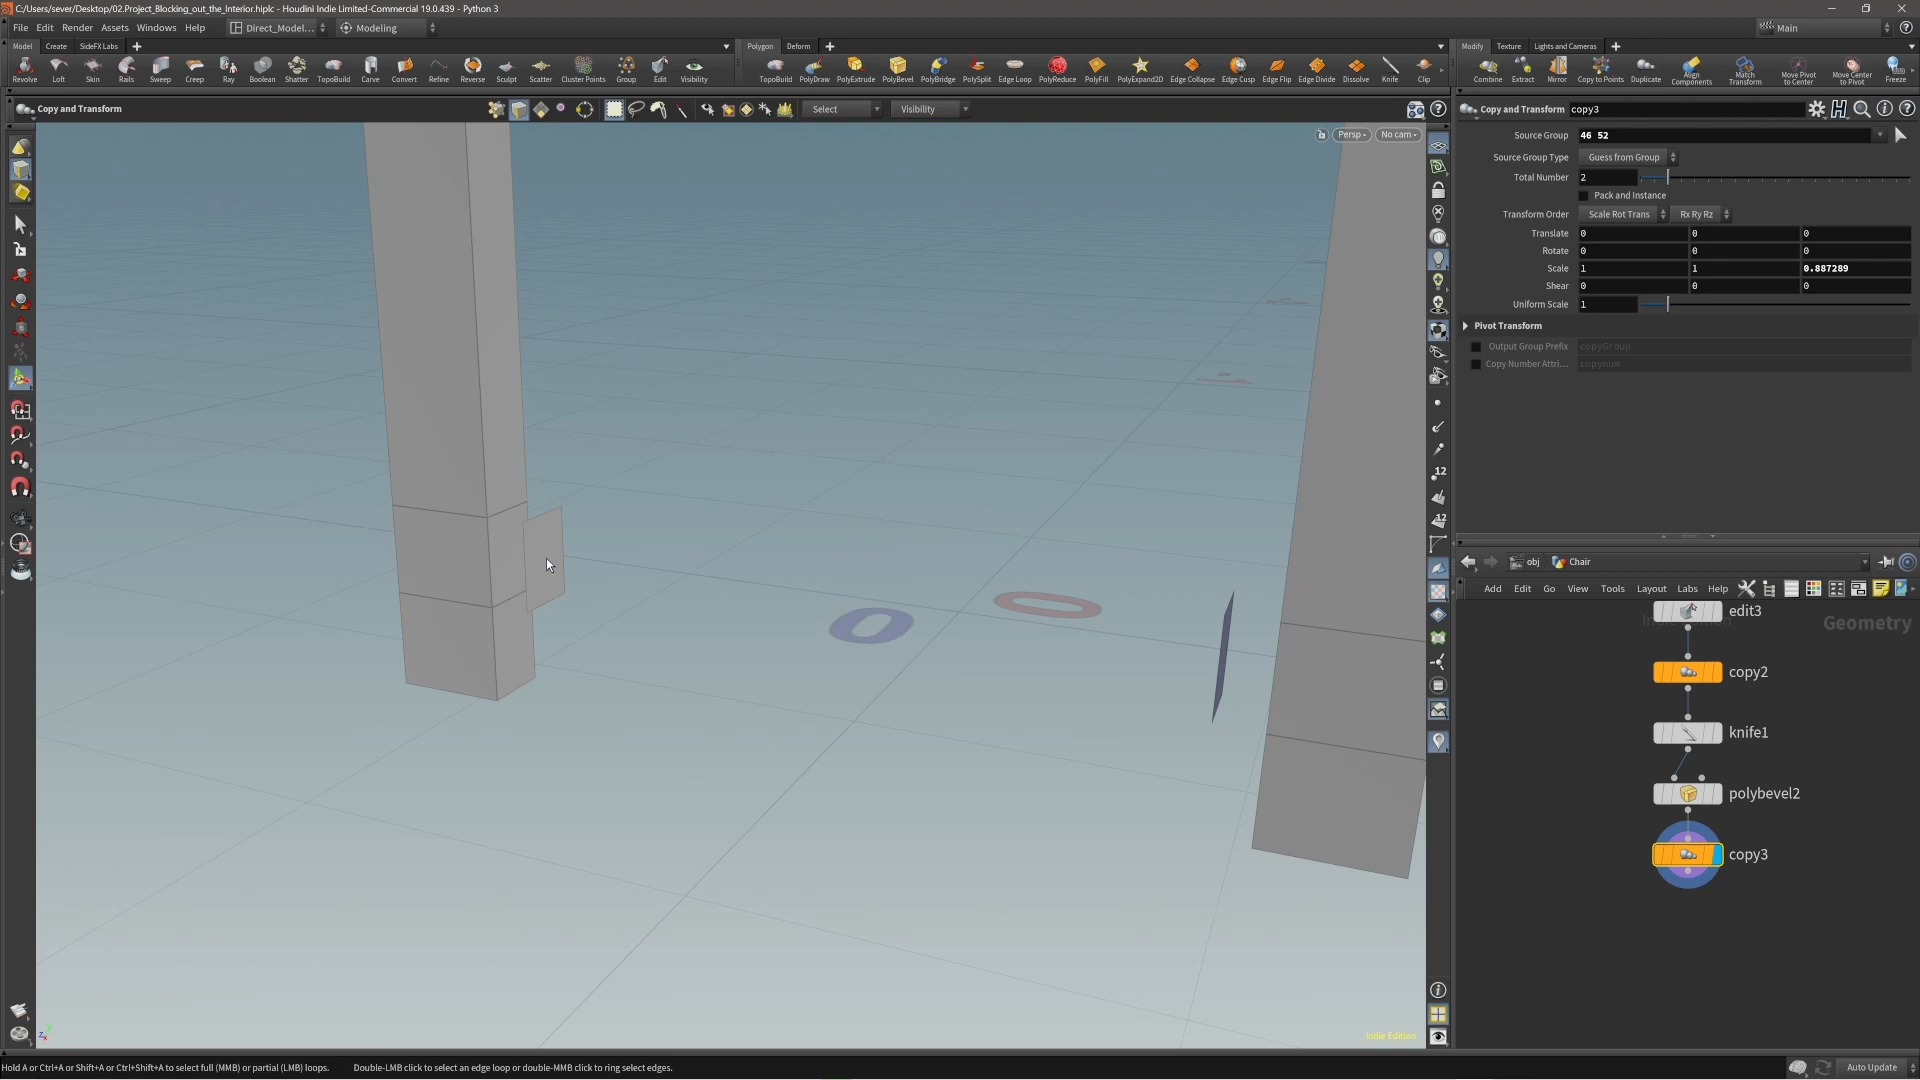 C:/Users/sever/Desktop/02.Project_Blocking_out_the_Interior.hiplc - Houdini Indie Limited-Commercial 19.0.439 - Python 3
File Edit Render Assets Windows Help Direct_Model... Modeling Main
Model Create SideFX Labs Polygon Deform Modify Texture Lights and Cameras
Revolve Loft Skin Rails Sweep Creep Ray Boolean Shatter TopoBuild Carve Convert Refine Reverse Sculpt Scatter Cluster Points Group Edit Visibility
TopoBuild PolyDraw PolyExtrude PolyBevel PolyBridge PolySplit Edge Loop PolyReduce PolyFill PolyExpand2D Edge Collapse Edge Cusp Edge Flip Edge Divide Dissolve Knife Clip
Combine Extract Mirror Copy to Points Duplicate Align Components Match Transform Move Pivot to Center Move Center to Pivot Freeze
Copy and Transform Select Visibility
Persp No cam
Copy and Transform copy3
Source Group 46 52
Source Group Type Guess from Group
Total Number 2
Pack and Instance
Transform Order Scale Rot Trans Rx Ry Rz
Translate 0 0 0
Rotate 0 0 0
Scale 1 1 0.887289
Shear 0 0 0
Uniform Scale 1
Pivot Transform
Output Group Prefix copyGroup
Copy Number Attri... copynum
obj Chair
Add Edit Go View Tools Layout Labs Help
edit3
Geometry
copy2
knife1
polybevel2
copy3
0 0
12
12
Indie Edition
Hold A or Ctrl+A or Shift+A or Ctrl+Shift+A to select full (MMB) or partial (LMB) loops. Double-LMB click to select an edge loop or double-MMB click to ring select edges.
Auto Update